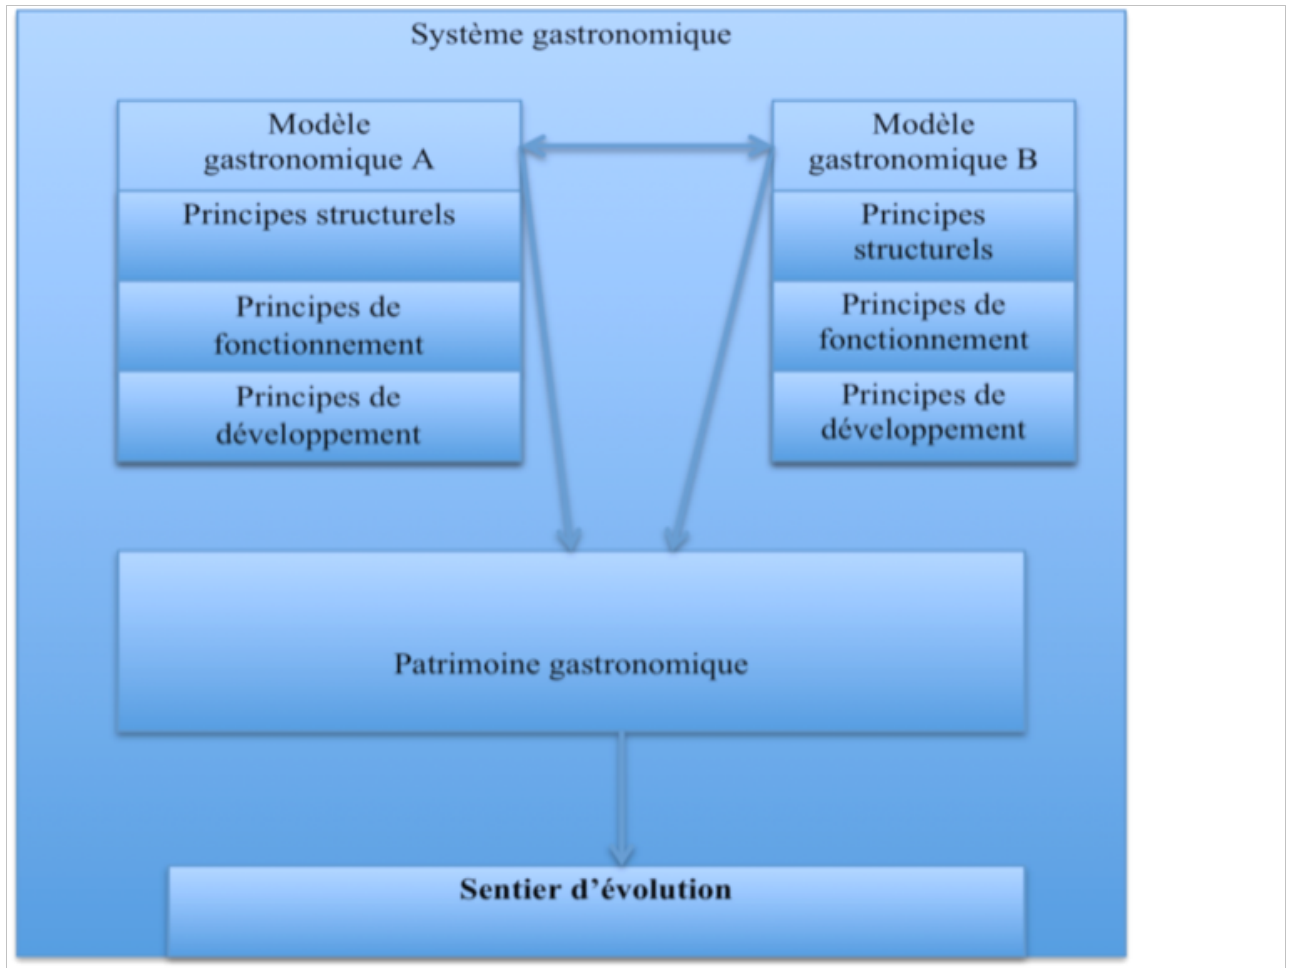 Système gastronomique
Modèle
gastronomique A
Principes structurels
Principes de
fonctionnement
Principes de
développement
Modèle
gastronomique B
Principes
structurels
Principes de
fonctionnement
Principes de
développement
Patrimoine gastronomique
Sentier d’évolution